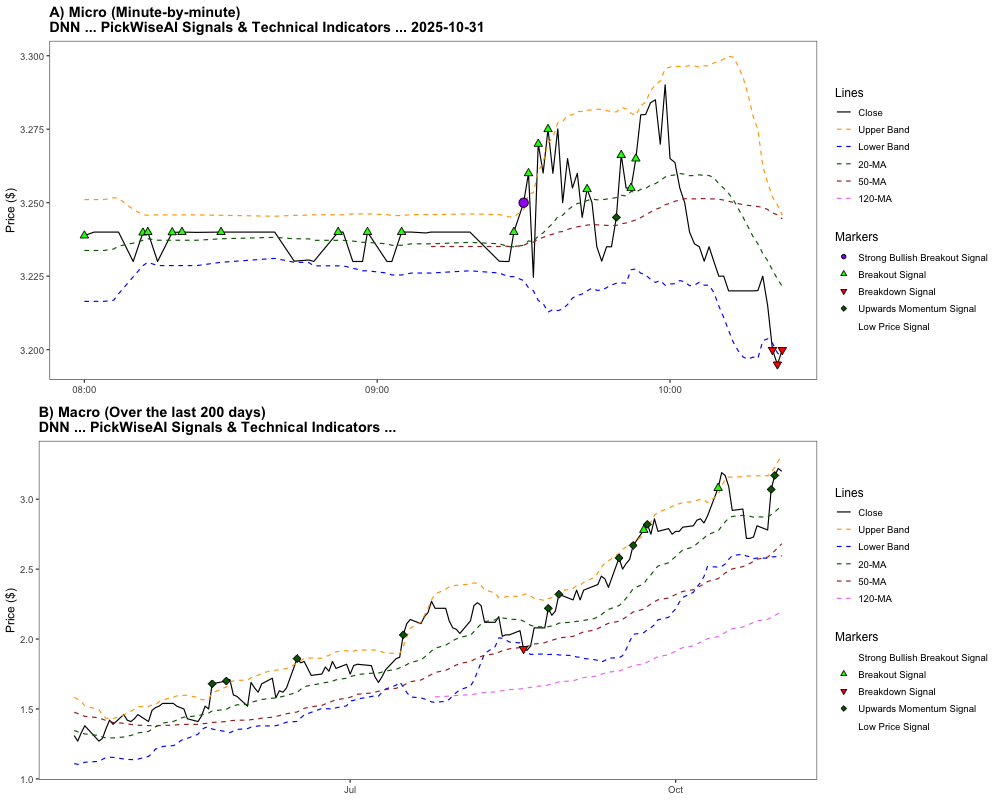 A) Micro (Minute-by-minute)
DNN ... PickWiseAI Signals & Technical Indicators ... 2025-10-31
Price ($)
3.300
3.275
3.250
3.225
3.200
08:00
09:00
10:00
Lines
Close
Upper Band
Lower Band
20-MA
50-MA
120-MA
Markers
Strong Bullish Breakout Signal
Breakout Signal
Breakdown Signal
Upwards Momentum Signal
Low Price Signal
B) Macro (Over the last 200 days)
DNN ... PickWiseAI Signals & Technical Indicators ...
Price ($)
3.0
2.5
2.0
1.5
1.0
Jul
Oct
Lines
Close
Upper Band
Lower Band
20-MA
50-MA
120-MA
Markers
Strong Bullish Breakout Signal
Breakout Signal
Breakdown Signal
Upwards Momentum Signal
Low Price Signal